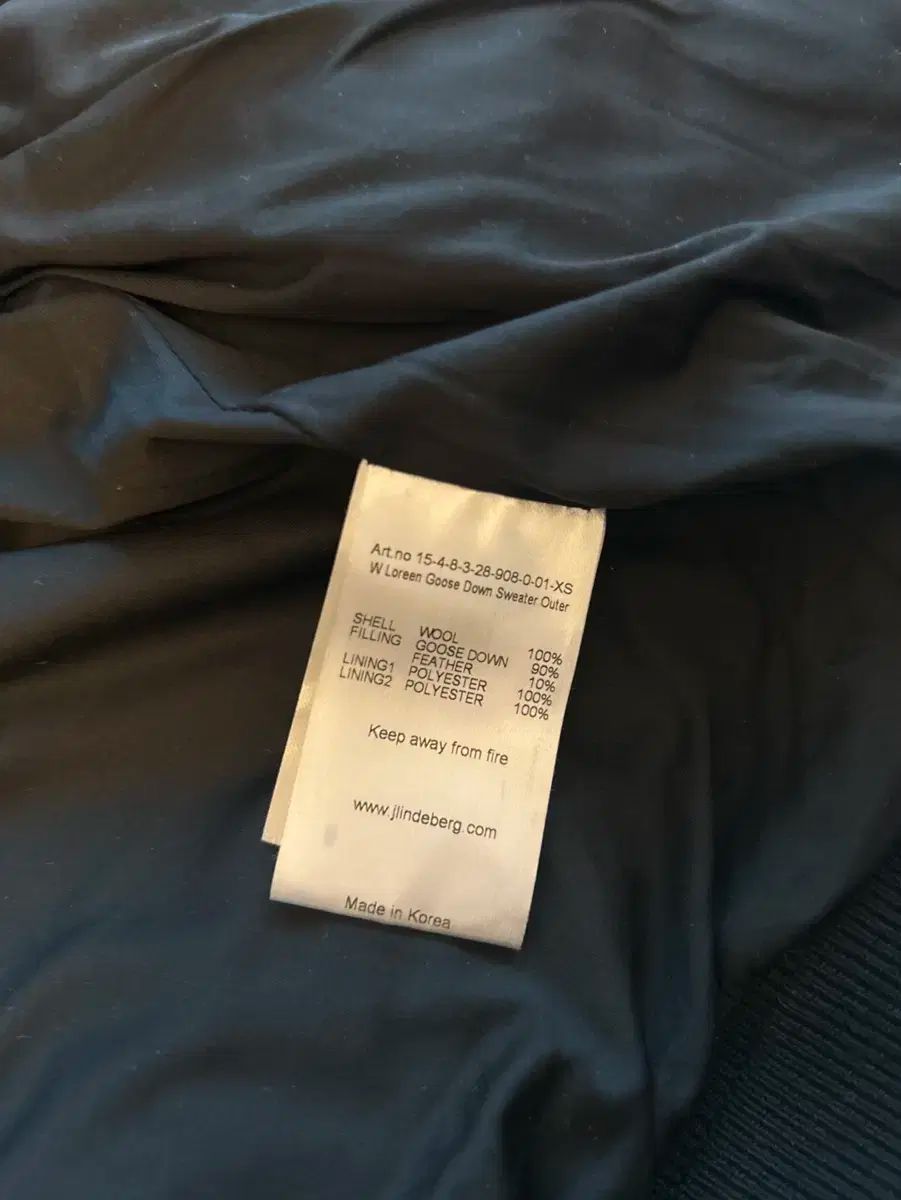 Art.no 15-4-8-3-28-908-0-01-XS
W Loreen Goose Down Sweater Outer
SHELL WOOL 100%
FILLING GOOSE DOWN 90%
FEATHER 10%
LINING1 POLYESTER 100%
LINING2 POLYESTER 100%
Keep away from fire
www.jlindeberg.com
Made in Korea